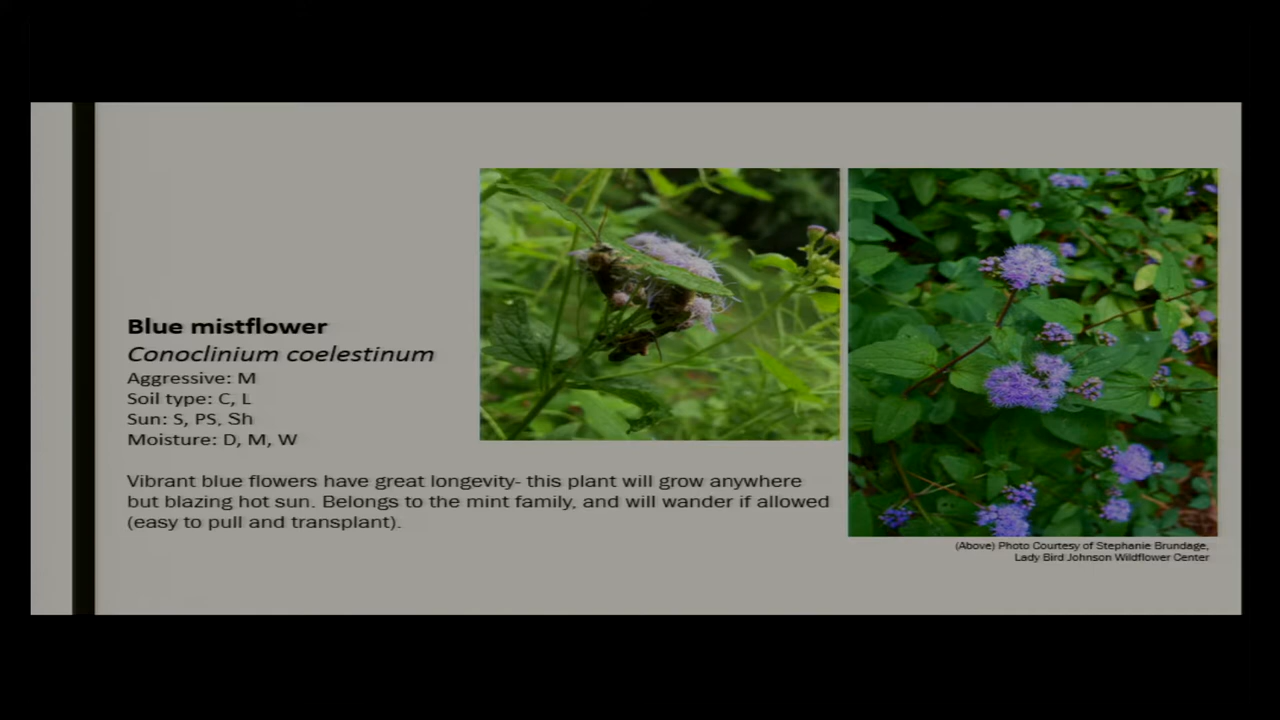 Blue mistflower
Conoclinium coelestinum
Aggressive: M
Soil type: C, L
Sun: S, PS, Sh
Moisture: D, M, W
Vibrant blue flowers have great longevity- this plant will grow anywhere
but blazing hot sun. Belongs to the mint family, and will wander if allowed
(easy to pull and transplant).
(Above) Photo Courtesy of Stephanie Brundage,
Lady Bird Johnson Wildflower Center